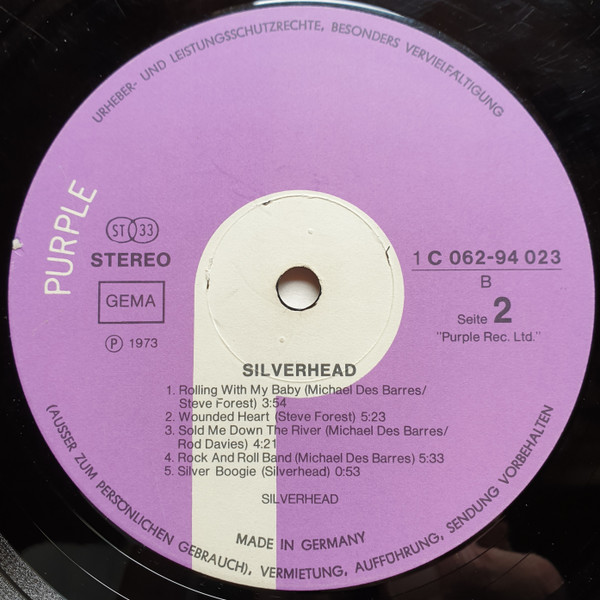 URHEBER- UND LEISTUNGSSCHUTZRECHTE, BESONDERS VERVIELFÄLTIGUNG
PURPLE
ST 33
STEREO
GEMA
Ⓟ 1973
1 C 062-94 023
B
Seite 2
"Purple Rec. Ltd."
SILVERHEAD
1. Rolling With My Baby (Michael Des Barres/
Steve Forest) 3:54
2. Wounded Heart (Steve Forest) 5:23
3. Sold Me Down The River (Michael Des Barres/
Rod Davies) 4:21
4. Rock And Roll Band (Michael Des Barres) 5:33
5. Silver Boogie (Silverhead) 0:53
SILVERHEAD
MADE IN GERMANY
(AUSSER ZUM PERSÖNLICHEN GEBRAUCH), VERMIETUNG, AUFFÜHRUNG, SENDUNG VORBEHALTEN